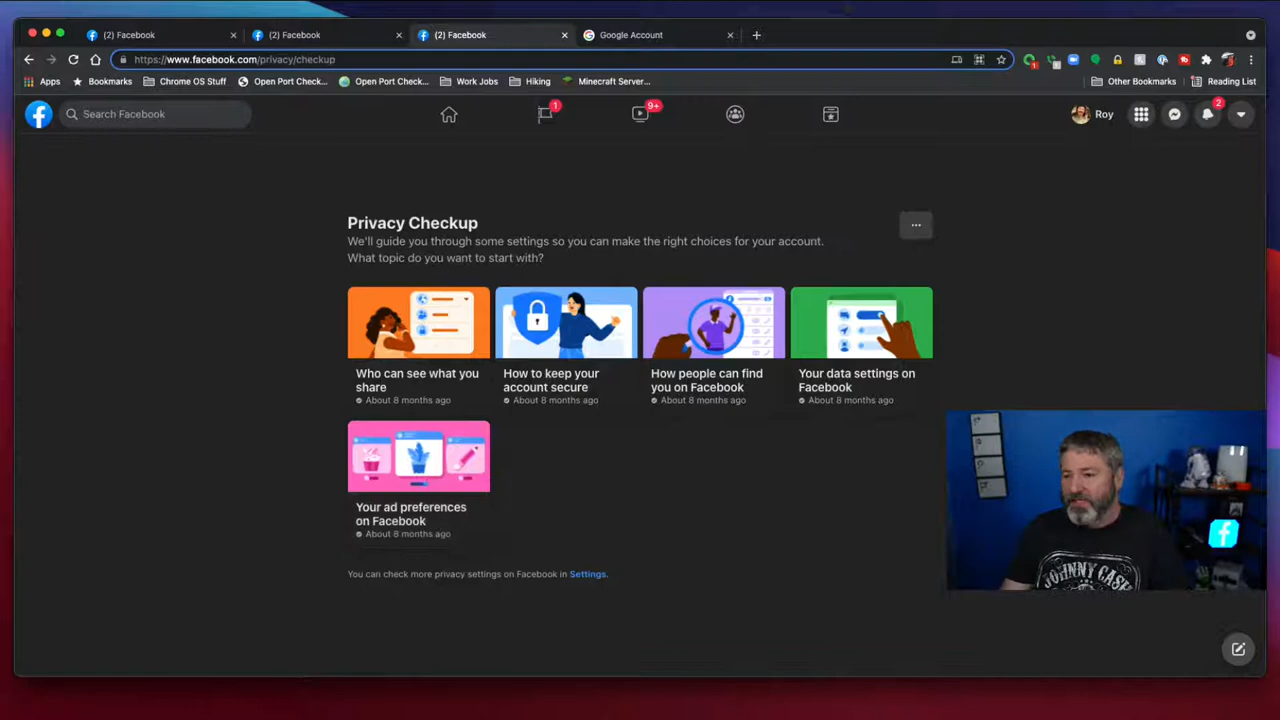 (2) Facebook
(2) Facebook
(2) Facebook
Google Account
https://www.facebook.com/privacy/checkup
Apps
Bookmarks
Chrome OS Stuff
Open Port Check...
Open Port Check...
Work Jobs
Hiking
Minecraft Server...
Other Bookmarks
Reading List
Search Facebook
1
9+
Roy
2
Privacy Checkup
We'll guide you through some settings so you can make the right choices for your account.
What topic do you want to start with?
Who can see what you
share
About 8 months ago
How to keep your
account secure
About 8 months ago
How people can find
you on Facebook
About 8 months ago
Your data settings on
Facebook
About 8 months ago
Your ad preferences
on Facebook
About 8 months ago
You can check more privacy settings on Facebook in Settings.
JOHNNY CASH